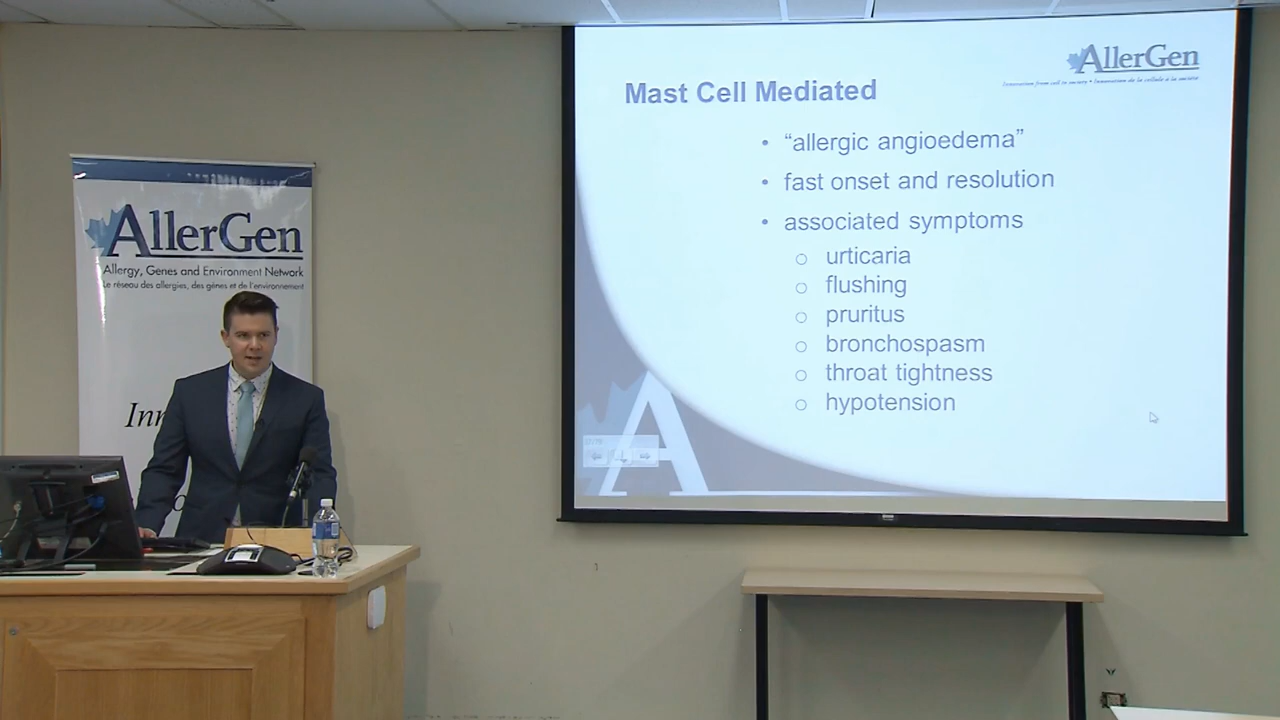 AllerGen
Allergy, Genes and Environment Network
Le réseau des allergies, des gènes et de l'environnement
AllerGen
Innovation from cell to society • Innovation de la cellule à la société
Mast Cell Mediated
• “allergic angioedema”
• fast onset and resolution
• associated symptoms
○ urticaria
○ flushing
○ pruritus
○ bronchospasm
○ throat tightness
○ hypotension